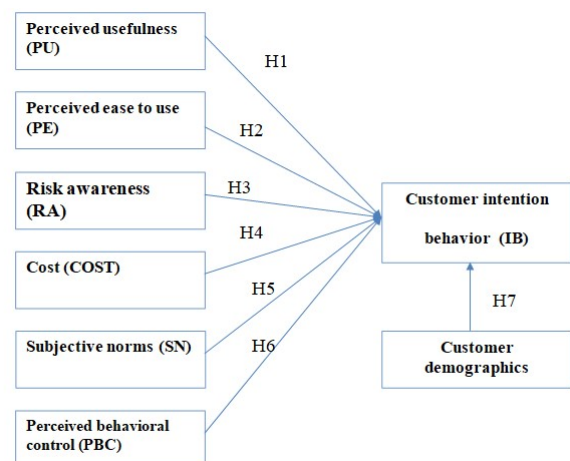 Perceived usefulness
(PU)
H1
Perceived ease to use
(PE)
H2
Risk awareness
(RA)
H3
Customer intention
behavior (IB)
H4
Cost (COST)
H5
H7
Subjective norms (SN)
H6
Customer
demographics
Perceived behavioral
control (PBC)